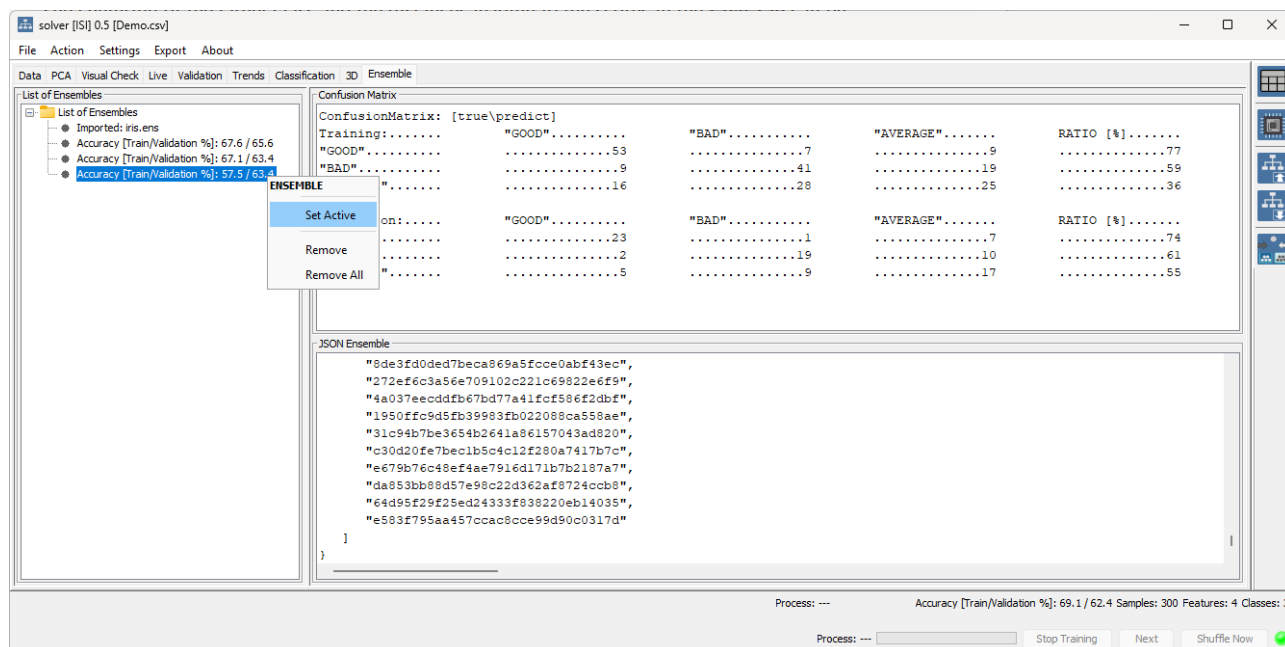 solver [ISI] 0.5 [Demo.csv]
File Action Settings Export About
Data PCA Visual Check Live Validation Trends Classification 3D Ensemble
List of Ensembles
List of Ensembles
Imported: iris.ens
Accuracy [Train/Validation %]: 67.6 / 65.6
Accuracy [Train/Validation %]: 67.1 / 63.4
Accuracy [Train/Validation %]: 57.5 / 63.4
ENSEMBLE
Set Active
Remove
Remove All
Confusion Matrix
ConfusionMatrix: [true\predict]
Training:....... "GOOD".......... "BAD"........... "AVERAGE"....... RATIO [%].......
"GOOD".......... ..............53 ...............7 ...............9 ..............77
"BAD"........... ...............9 ..............41 ..............19 ..............59
"....... ..............16 ..............28 ..............25 ..............36
on:..... "GOOD".......... "BAD"........... "AVERAGE"....... RATIO [%].......
........ ..............23 ...............1 ...............7 ..............74
........ ...............2 ..............19 ..............10 ..............61
"....... ...............5 ...............9 ..............17 ..............55
JSON Ensemble
"8de3fd0ded7beca869a5fcce0abf43ec",
"272ef6c3a56e709102c221c69822e6f9",
"4a037eecddfb67bd77a41fcf586f2dbf",
"1950ffc9d5fb39983fb022088ca558ae",
"31c94b7be3654b2641a86157043ad820",
"c30d20fe7bec1b5c4c12f280a7417b7c",
"e679b76c48ef4ae7916d171b7b2187a7",
"da853bb88d57e98c22d362af8724ccb8",
"64d95f29f25ed24333f838220eb14035",
"e583f795aa457ccac8cce99d90c0317d"
]
}
Process: --- Accuracy [Train/Validation %]: 69.1 / 62.4 Samples: 300 Features: 4 Classes:
Process: --- Stop Training Next Shuffle Now